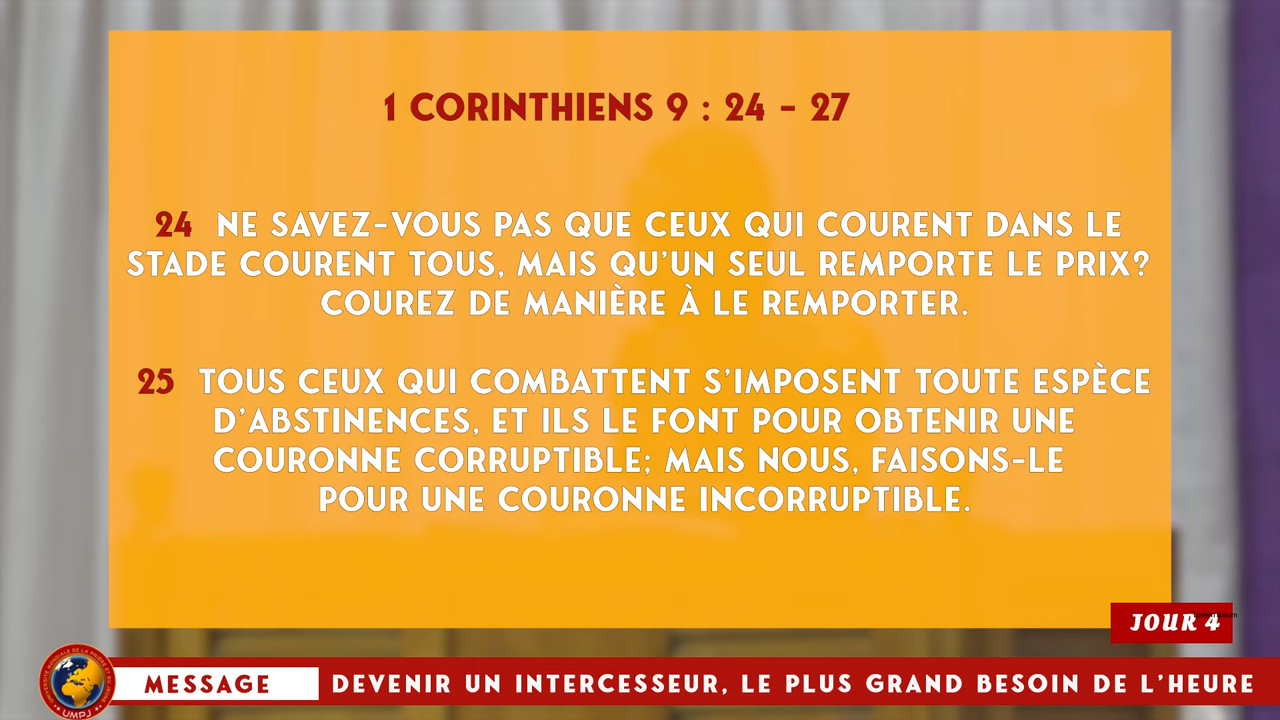 1 CORINTHIENS 9 : 24 - 27
24 NE SAVEZ-VOUS PAS QUE CEUX QUI COURENT DANS LE
STADE COURENT TOUS, MAIS QU'UN SEUL REMPORTE LE PRIX?
COUREZ DE MANIÈRE À LE REMPORTER.
25 TOUS CEUX QUI COMBATTENT S'IMPOSENT TOUTE ESPÈCE
D'ABSTINENCES, ET ILS LE FONT POUR OBTENIR UNE
COURONNE CORRUPTIBLE; MAIS NOUS, FAISONS-LE
POUR UNE COURONNE INCORRUPTIBLE.
JOUR 4
MESSAGE
DEVENIR UN INTERCESSEUR, LE PLUS GRAND BESOIN DE L'HEURE
UMPJ